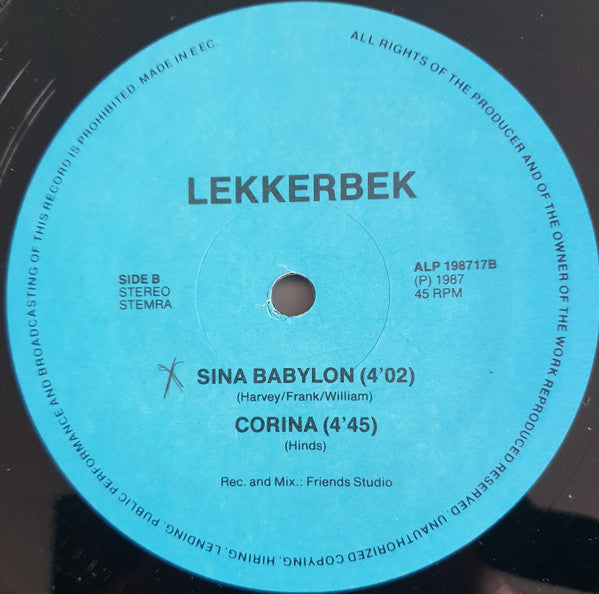 ALL RIGHTS OF THE PRODUCER AND OF THE OWNER OF THE WORK REPRODUCED RESERVED. UNAUTHORIZED COPYING, HIRING, LENDING, PUBLIC PERFORMANCE AND BROADCASTING OF THIS RECORD IS PROHIBITED. MADE IN EEC.
LEKKERBEK
SIDE B
STEREO
STEMRA
ALP 198717B
(P) 1987
45 RPM
SINA BABYLON (4'02)
(Harvey/Frank/William)
CORINA (4'45)
(Hinds)
Rec. and Mix.: Friends Studio